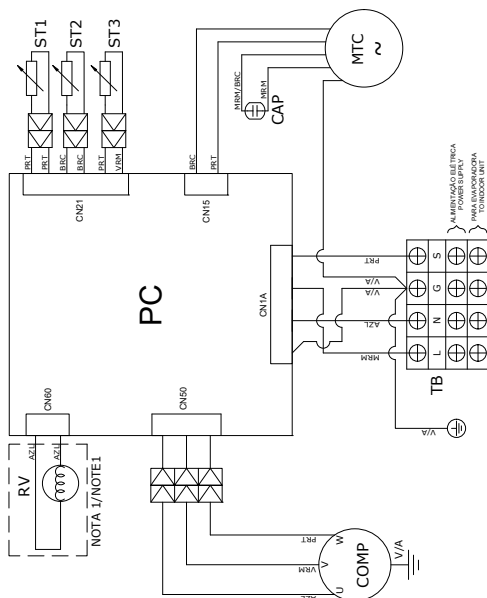 ST1
ST2
ST3
PRT
PRT
BRC
BRC
PRT
VRM
CN21
BRC
PRT
CN15
MRM/BRC
MRM
CAP
MTC
~
PC
CN1A
PRT
V/A
V/A
AZL
MRM
S
G
N
L
TB
ALIMENTAÇÃO ELÉTRICA
POWER SUPPLY
PARA EVAPORADORA
TO INDOOR UNIT
V/A
CN60
AZL
AZL
RV
NOTA 1/NOTE1
CN50
PRT
VRM
AZL
W
V
U
COMP
V/A